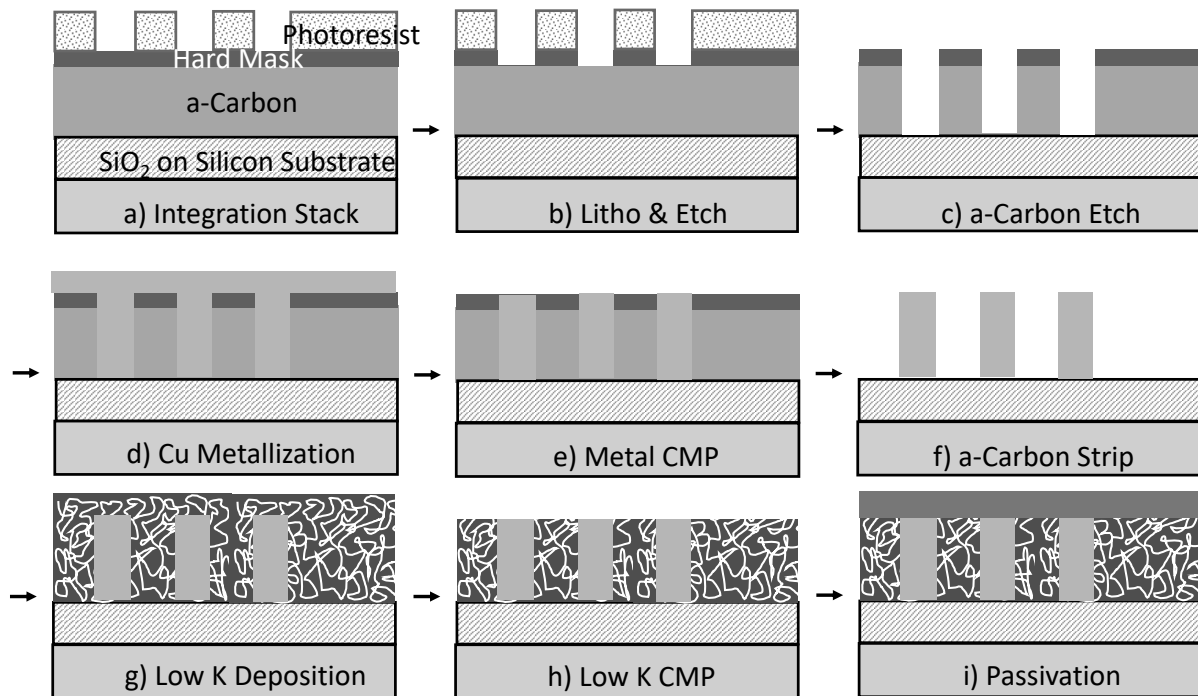 Photoresist
Hard Mask
a-Carbon
SiO₂ on Silicon Substrate
a) Integration Stack
b) Litho & Etch
c) a-Carbon Etch
d) Cu Metallization
e) Metal CMP
f) a-Carbon Strip
g) Low K Deposition
h) Low K CMP
i) Passivation